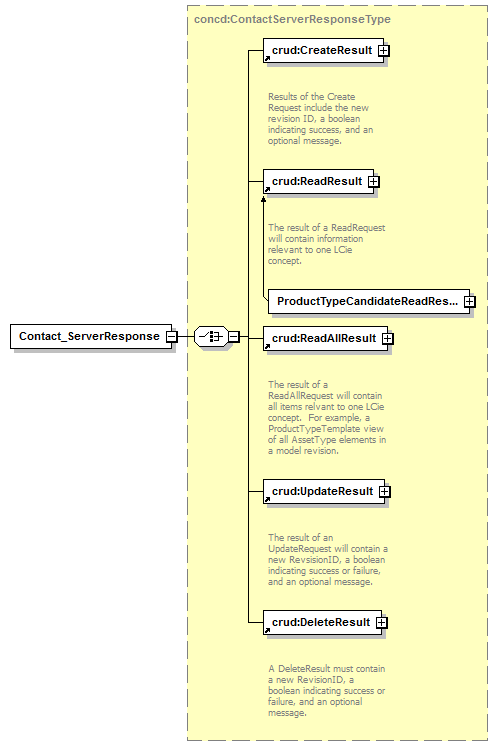 concd:ContactServerResponseType
crud:CreateResult
Results of the Create
Request include the new
revision ID, a boolean
indicating success, and an
optional message.
crud:ReadResult
The result of a ReadRequest
will contain information
relevant to one LCie
concept.
ProductTypeCandidateReadRes...
Contact_ServerResponse
crud:ReadAllResult
The result of a
ReadAllRequest will contain
all items relvant to one LCie
concept. For example, a
ProductTypeTemplate view
of all AssetType elements in
a model revision.
crud:UpdateResult
The result of an
UpdateRequest will contain a
new RevsisionID, a boolean
indicating success or failure,
and an optional message.
crud:DeleteResult
A DeleteResult must contain
a new RevisionID, a
boolean indicating success or
failure, and an optional
message.